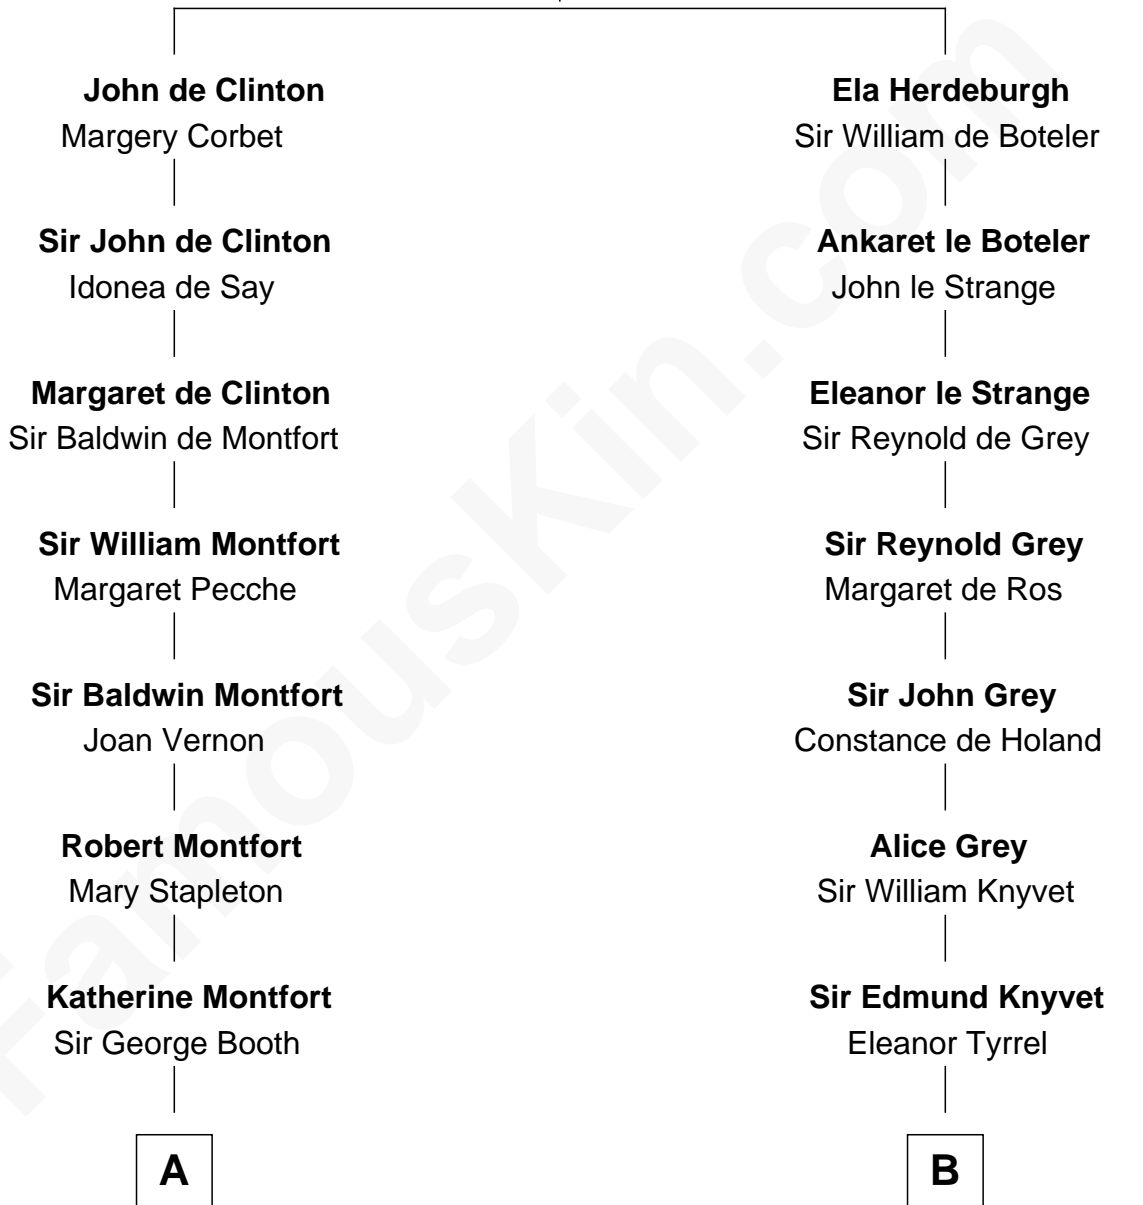 John de Clinton
Margery Corbet
Ela Herdeburgh
Sir William de Boteler
Sir John de Clinton
Idonea de Say
Ankaret le Boteler
John le Strange
Margaret de Clinton
Sir Baldwin de Montfort
Eleanor le Strange
Sir Reynold de Grey
Sir William Montfort
Margaret Pecche
Sir Reynold Grey
Margaret de Ros
Sir Baldwin Montfort
Joan Vernon
Sir John Grey
Constance de Holand
Robert Montfort
Mary Stapleton
Alice Grey
Sir William Knyvet
Katherine Montfort
Sir George Booth
Sir Edmund Knyvet
Eleanor Tyrrel
A
B
FamousKin.com